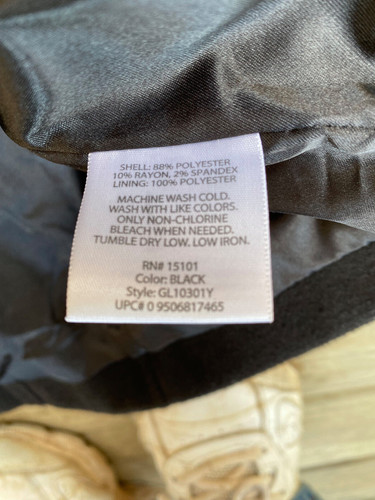 SHELL: 88% POLYESTER
10% RAYON, 2% SPANDEX
LINING: 100% POLYESTER
MACHINE WASH COLD.
WASH WITH LIKE COLORS.
ONLY NON-CHLORINE
BLEACH WHEN NEEDED.
TUMBLE DRY LOW. LOW IRON.
RN# 15101
Color: BLACK
Style: GL10301Y
UPC# 0 9506817465